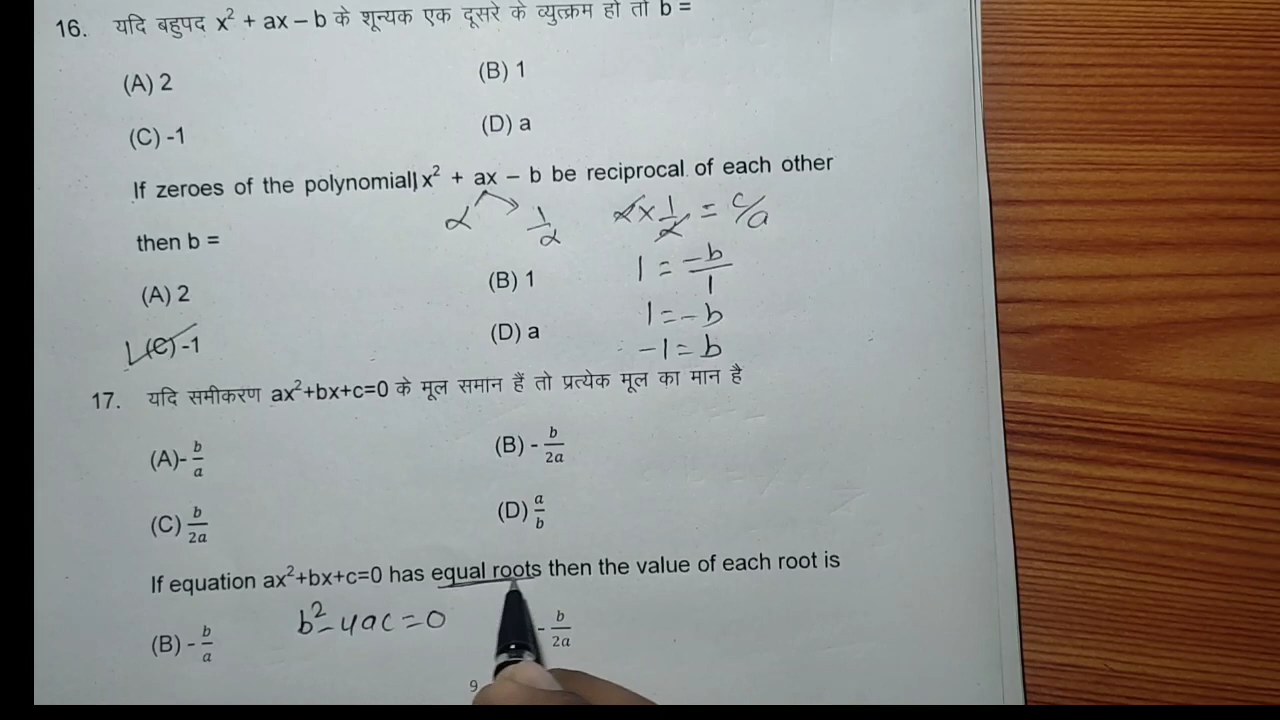 16. यदि बहुपद x² + ax – b के शून्यक एक दूसरे के व्युत्क्रम हो तो b =
(A) 2 (B) 1
(C) -1 (D) a
If zeroes of the polynomial x² + ax – b be reciprocal of each other
α 1/α α × 1/α = c/a
then b =
1 = -b/1
(A) 2 (B) 1
1 = -b
(C) -1 (D) a
-1 = b
17. यदि समीकरण ax²+bx+c=0 के मूल समान हैं तो प्रत्येक मूल का मान है
(A)- b/a (B) - b/2a
(C) b/2a (D) a/b
If equation ax²+bx+c=0 has equal roots then the value of each root is
b²-4ac=0
(B) - b/a - b/2a
9